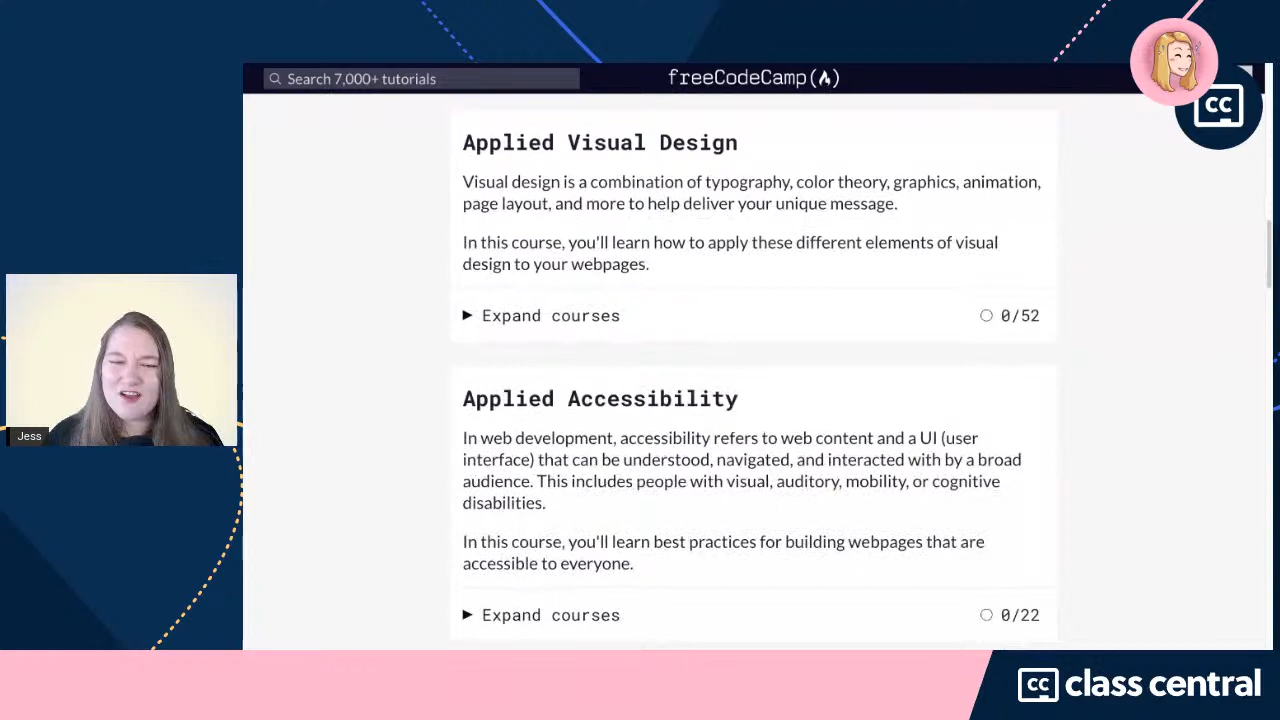 Search 7,000+ tutorials
freeCodeCamp
CC
Applied Visual Design
Visual design is a combination of typography, color theory, graphics, animation,
page layout, and more to help deliver your unique message.
In this course, you'll learn how to apply these different elements of visual
design to your webpages.
Expand courses 0/52
Applied Accessibility
In web development, accessibility refers to web content and a UI (user
interface) that can be understood, navigated, and interacted with by a broad
audience. This includes people with visual, auditory, mobility, or cognitive
disabilities.
In this course, you'll learn best practices for building webpages that are
accessible to everyone.
Expand courses 0/22
Jess
CC class central